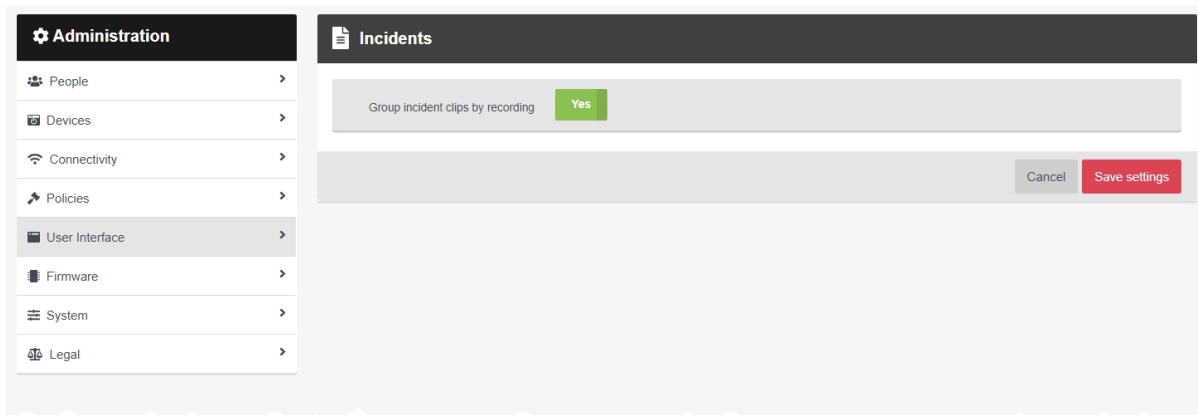 Administration
People
Devices
Connectivity
Policies
User Interface
Firmware
System
Legal
Incidents
Group incident clips by recording Yes
Cancel Save settings